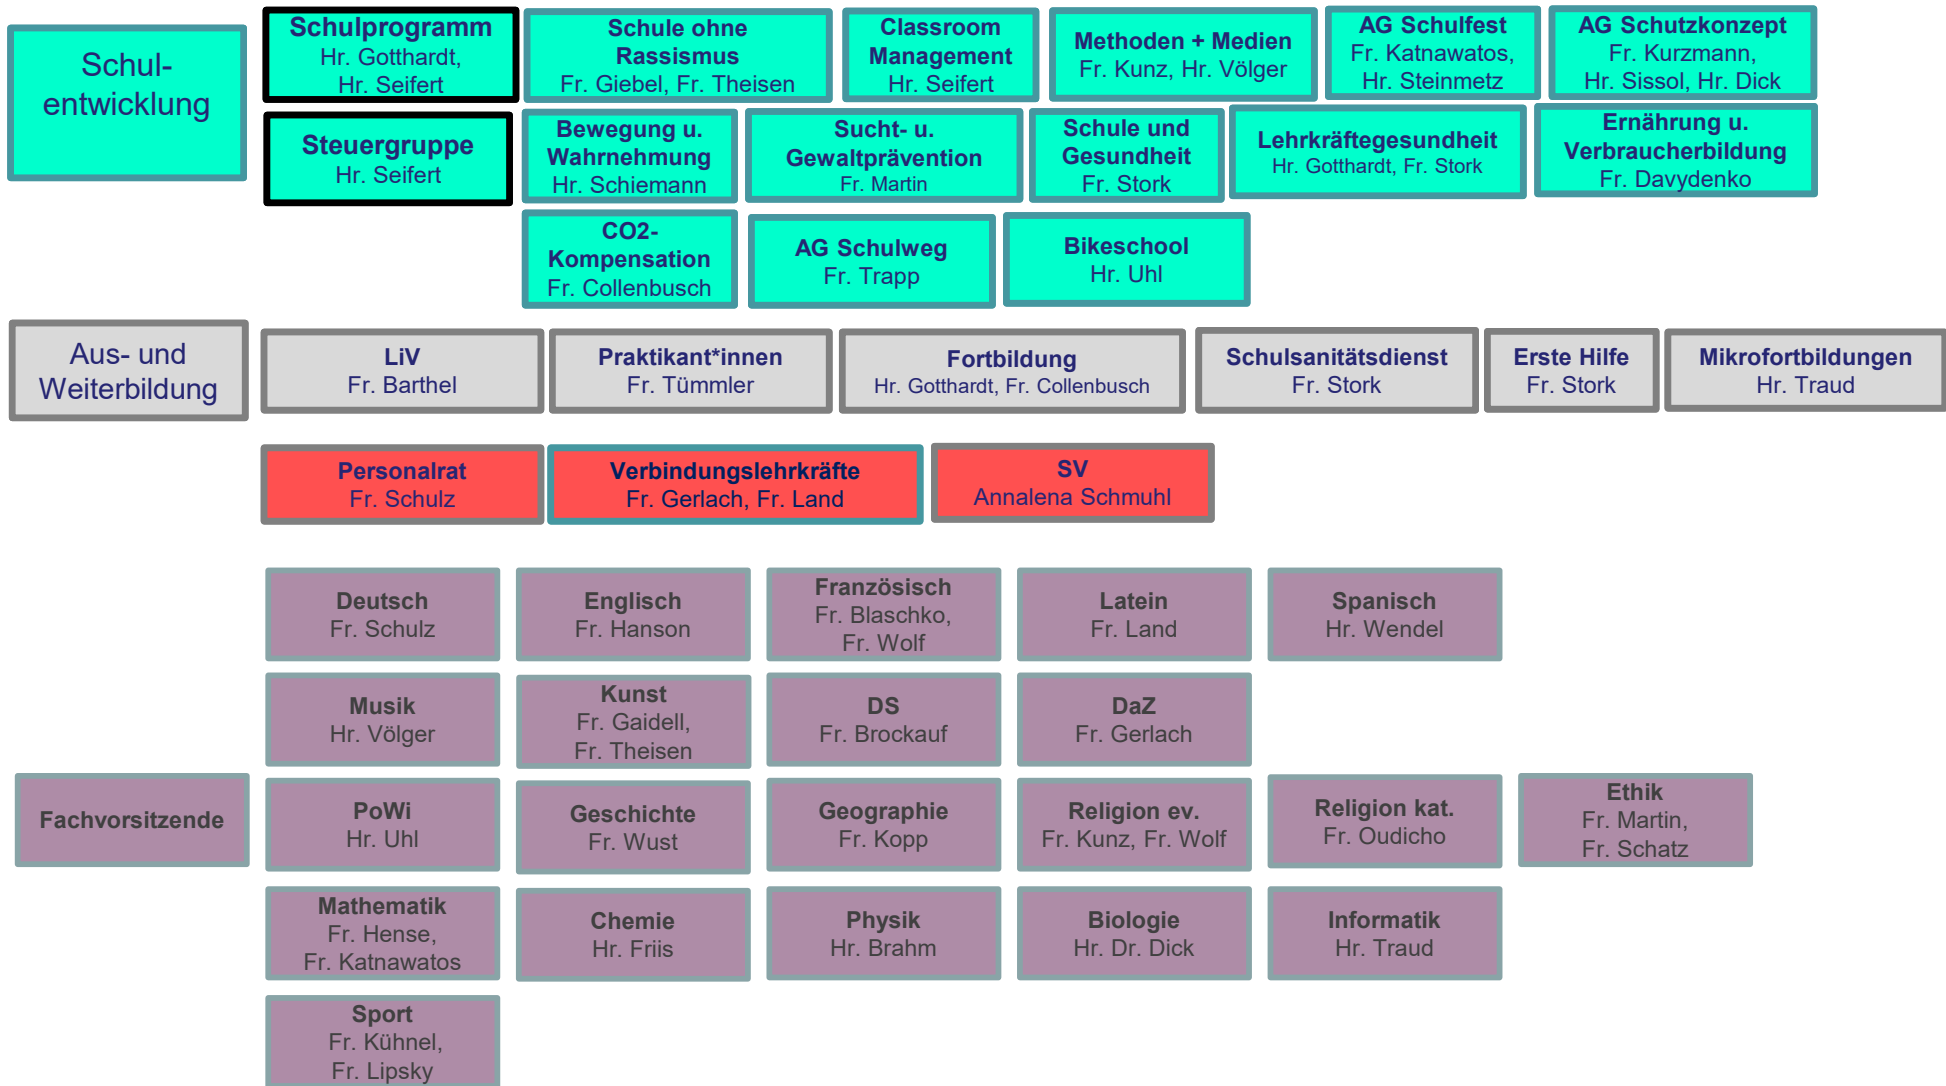 Schul-
entwicklung
Schulprogramm
Hr. Gotthardt,
Hr. Seifert
Schule ohne
Rassismus
Fr. Giebel, Fr. Theisen
Classroom
Management
Hr. Seifert
Methoden + Medien
Fr. Kunz, Hr. Völger
AG Schulfest
Fr. Katnawatos,
Hr. Steinmetz
AG Schutzkonzept
Fr. Kurzmann,
Hr. Sissol, Hr. Dick
Steuergruppe
Hr. Seifert
Bewegung u.
Wahrnehmung
Hr. Schiemann
Sucht- u.
Gewaltprävention
Fr. Martin
Schule und
Gesundheit
Fr. Stork
Lehrkräftegesundheit
Hr. Gotthardt, Fr. Stork
Ernährung u.
Verbraucherbildung
Fr. Davydenko
CO2-
Kompensation
Fr. Collenbusch
AG Schulweg
Fr. Trapp
Bikeschool
Hr. Uhl
Aus- und
Weiterbildung
LiV
Fr. Barthel
Praktikant*innen
Fr. Tümmler
Fortbildung
Hr. Gotthardt, Fr. Collenbusch
Schulsanitätsdienst
Fr. Stork
Erste Hilfe
Fr. Stork
Mikrofortbildungen
Hr. Traud
Personalrat
Fr. Schulz
Verbindungslehrkräfte
Fr. Gerlach, Fr. Land
SV
Annalena Schmuhl
Deutsch
Fr. Schulz
Englisch
Fr. Hanson
Französisch
Fr. Blaschko,
Fr. Wolf
Latein
Fr. Land
Spanisch
Hr. Wendel
Musik
Hr. Völger
Kunst
Fr. Gaidell,
Fr. Theisen
DS
Fr. Brockauf
DaZ
Fr. Gerlach
Fachvorsitzende
PoWi
Hr. Uhl
Geschichte
Fr. Wust
Geographie
Fr. Kopp
Religion ev.
Fr. Kunz, Fr. Wolf
Religion kat.
Fr. Oudicho
Ethik
Fr. Martin,
Fr. Schatz
Mathematik
Fr. Hense,
Fr. Katnawatos
Chemie
Hr. Friis
Physik
Hr. Brahm
Biologie
Hr. Dr. Dick
Informatik
Hr. Traud
Sport
Fr. Kühnel,
Fr. Lipsky